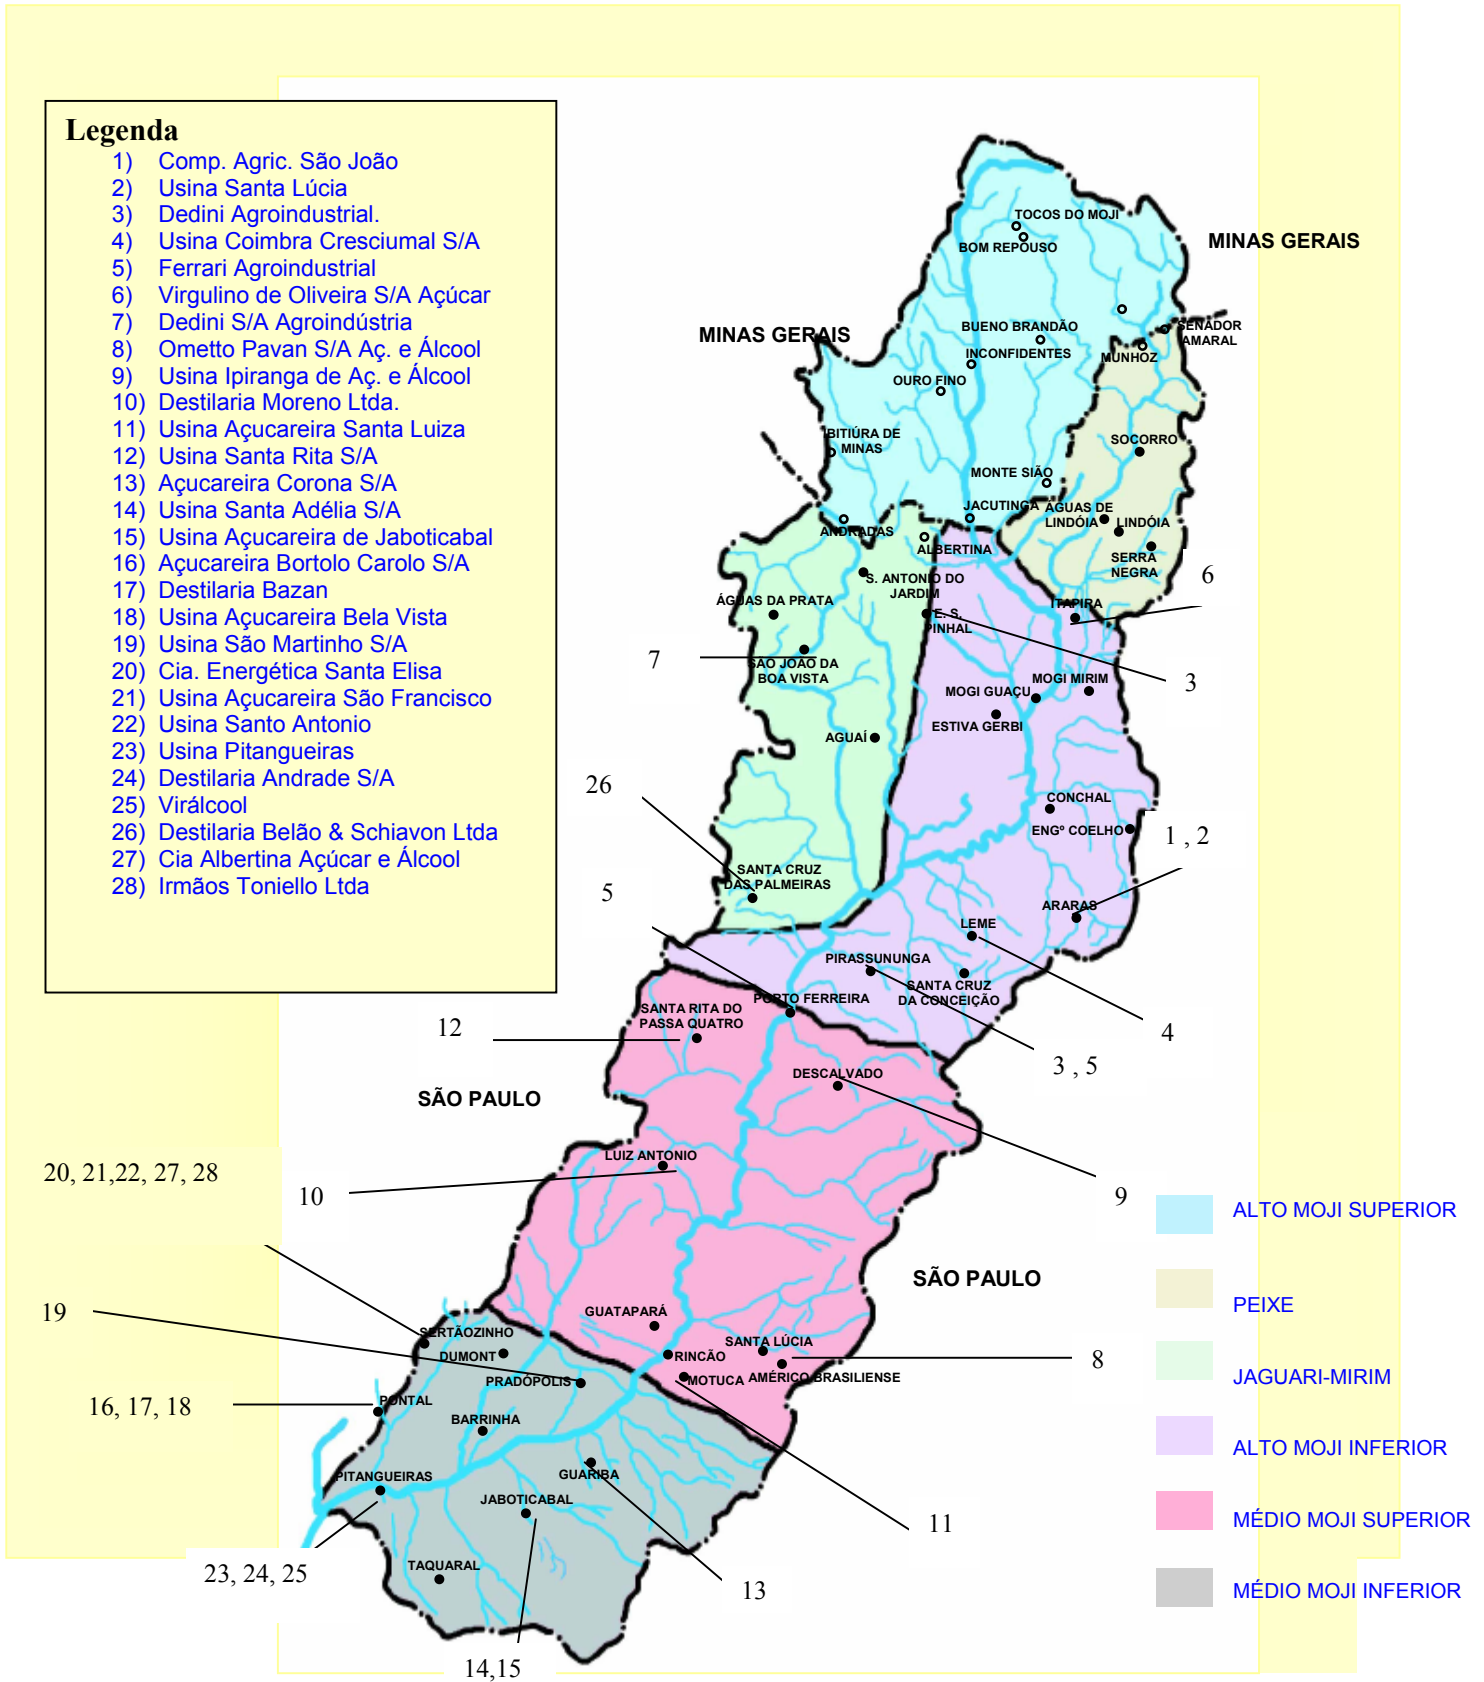 Legenda
1) Comp. Agric. São João
2) Usina Santa Lúcia
3) Dedini Agroindustrial.
4) Usina Coimbra Cresciumal S/A
5) Ferrari Agroindustrial
6) Virgulino de Oliveira S/A Açúcar
7) Dedini S/A Agroindústria
8) Ometto Pavan S/A Aç. e Álcool
9) Usina Ipiranga de Aç. e Álcool
10) Destilaria Moreno Ltda.
11) Usina Açucareira Santa Luiza
12) Usina Santa Rita S/A
13) Açucareira Corona S/A
14) Usina Santa Adélia S/A
15) Usina Açucareira de Jaboticabal
16) Açucareira Bortolo Carolo S/A
17) Destilaria Bazan
18) Usina Açucareira Bela Vista
19) Usina São Martinho S/A
20) Cia. Energética Santa Elisa
21) Usina Açucareira São Francisco
22) Usina Santo Antonio
23) Usina Pitangueiras
24) Destilaria Andrade S/A
25) Virálcool
26) Destilaria Belão & Schiavon Ltda
27) Cia Albertina Açúcar e Álcool
28) Irmãos Toniello Ltda
TOCOS DO MOJI
BOM REPOUSO
MINAS GERAIS
MINAS GERAIS
BUENO BRANDÃO
SENADOR
AMARAL
INCONFIDENTES
MUNHOZ
OURO FINO
IBITIÚRA DE
MINAS
SOCORRO
MONTE SIÃO
JACUTINGA
ÁGUAS DE
LINDÓIA
LINDÓIA
ANDRADAS
ALBERTINA
SERRA
NEGRA
6
S. ANTONIO DO
JARDIM
ÁGUAS DA PRATA
E. S.
PINHAL
ITAPIRA
7
SÃO JOÃO DA
BOA VISTA
3
MOGI MIRIM
MOGI GUAÇU
ESTIVA GERBI
AGUAÍ
26
CONCHAL
ENGº COELHO
1 , 2
SANTA CRUZ
DAS PALMEIRAS
5
ARARAS
LEME
PIRASSUNUNGA
SANTA CRUZ
DA CONCEIÇÃO
PORTO FERREIRA
SANTA RITA DO
PASSA QUATRO
12
4
3 , 5
DESCALVADO
SÃO PAULO
LUIZ ANTONIO
20, 21,22, 27, 28
10
9
ALTO MOJI SUPERIOR
SÃO PAULO
PEIXE
19
GUATAPARÁ
SERTÃOZINHO
DUMONT
SANTA LÚCIA
RINCÃO
8
PRADÓPOLIS
MOTUCA
AMÉRICO BRASILIENSE
JAGUARI-MIRIM
16, 17, 18
PONTAL
BARRINHA
ALTO MOJI INFERIOR
PITANGUEIRAS
GUARIBA
JABOTICABAL
11
MÉDIO MOJI SUPERIOR
23, 24, 25
TAQUARAL
13
MÉDIO MOJI INFERIOR
14,15